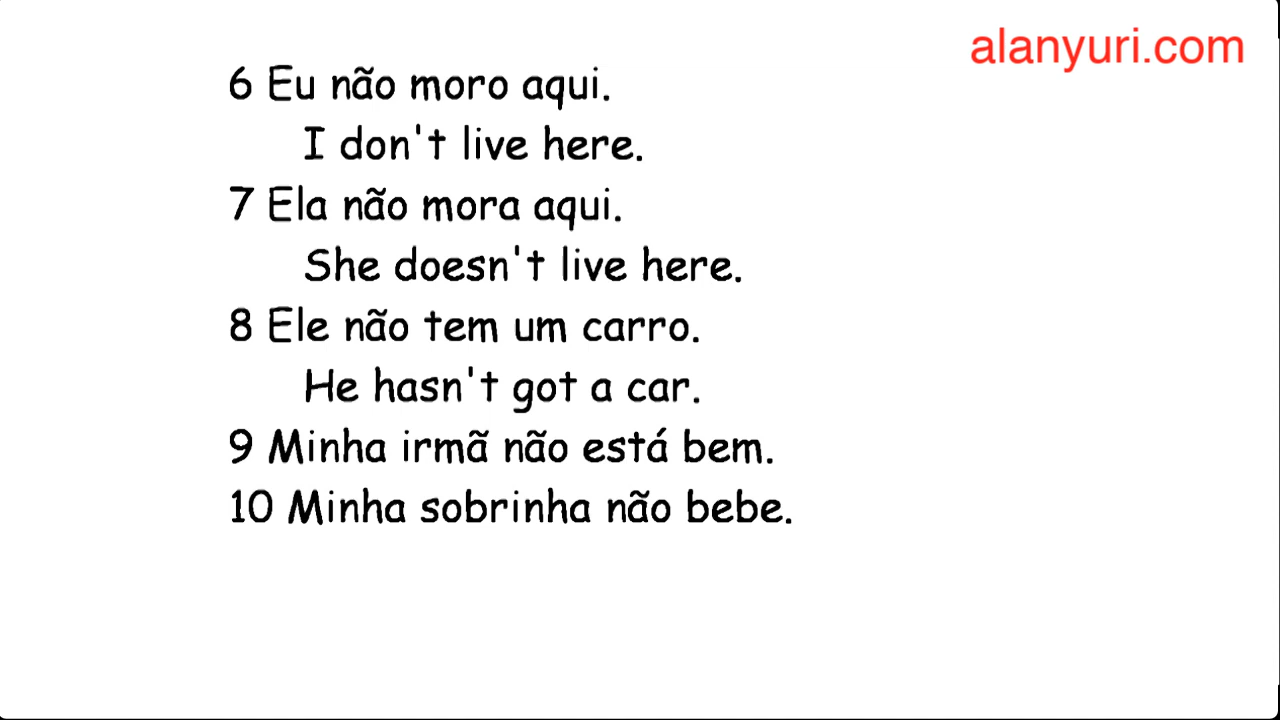 alanyuri.com
6 Eu não moro aqui.
I don't live here.
7 Ela não mora aqui.
She doesn't live here.
8 Ele não tem um carro.
He hasn't got a car.
9 Minha irmã não está bem.
10 Minha sobrinha não bebe.